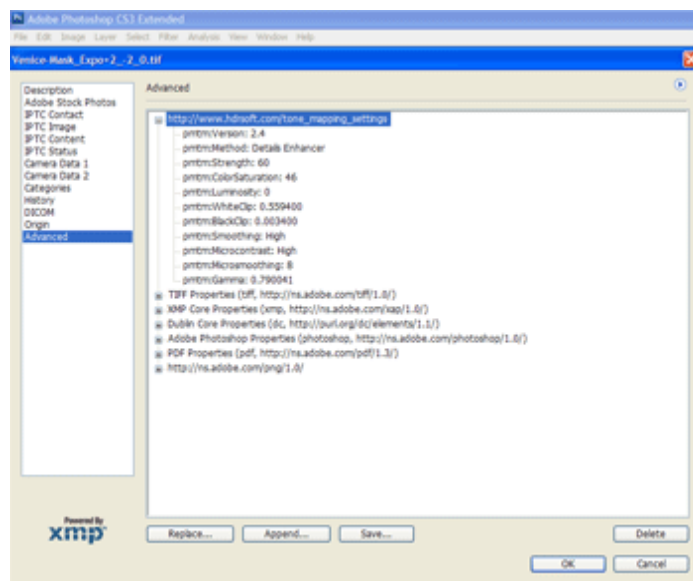 Adobe Photoshop CS3 Extended
File Edit Image Layer Select Filter Analysis View Window Help
Venice-Mask_Expo+2_-2_0.tif
Description
Adobe Stock Photos
IPTC Contact
IPTC Image
IPTC Content
IPTC Status
Camera Data 1
Camera Data 2
Categories
History
DICOM
Origin
Advanced
Advanced
http://www.hdrsoft.com/tone_mapping_settings
pmtm:Version: 2.4
pmtm:Method: Details Enhancer
pmtm:Strength: 60
pmtm:ColorSaturation: 46
pmtm:Luminosity: 0
pmtm:WhiteClip: 0.559400
pmtm:BlackClip: 0.003400
pmtm:Smoothing: High
pmtm:Microcontrast: High
pmtm:Microsmoothing: 8
pmtm:Gamma: 0.790041
TIFF Properties (tiff, http://ns.adobe.com/tiff/1.0/)
XMP Core Properties (xmp, http://ns.adobe.com/xap/1.0/)
Dublin Core Properties (dc, http://purl.org/dc/elements/1.1/)
Adobe Photoshop Properties (photoshop, http://ns.adobe.com/photoshop/1.0/)
PDF Properties (pdf, http://ns.adobe.com/pdf/1.3/)
http://ns.adobe.com/png/1.0/
Powered By
xmp
Replace... Append... Save... Delete
OK Cancel